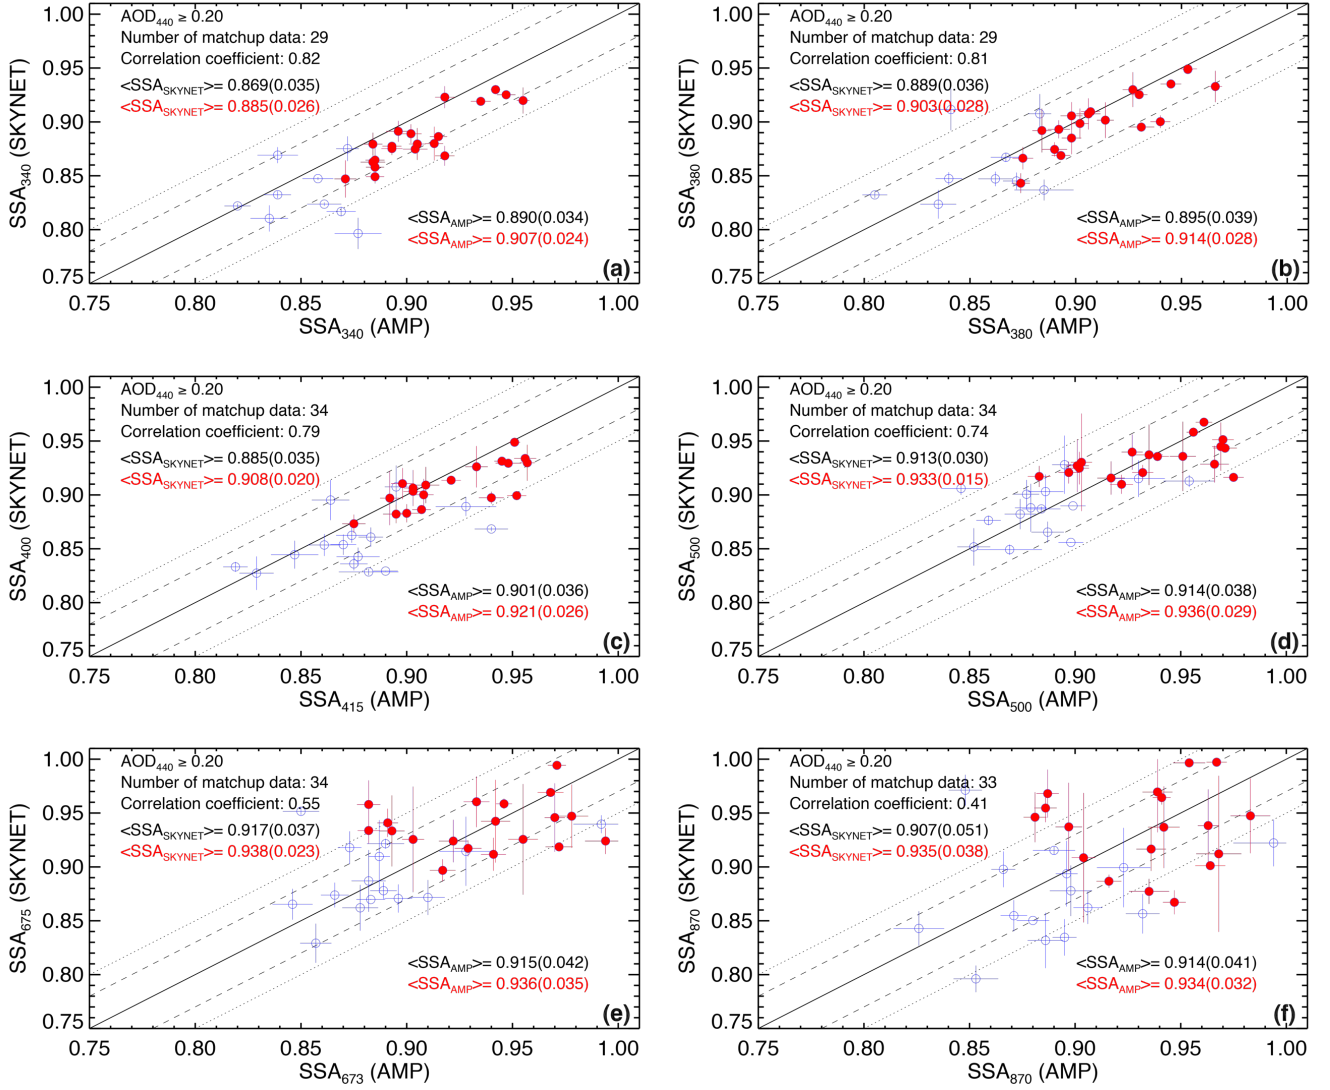 AOD440 ≥ 0.20
Number of matchup data: 29
Correlation coefficient: 0.82
<SSASKYNET>= 0.869(0.035)
<SSASKYNET>= 0.885(0.026)
<SSAAMP>= 0.890(0.034)
<SSAAMP>= 0.907(0.024)
(a)
1.00
0.95
0.90
0.85
0.80
0.75
SSA340 (SKYNET)
0.75 0.80 0.85 0.90 0.95 1.00
SSA340 (AMP)
AOD440 ≥ 0.20
Number of matchup data: 29
Correlation coefficient: 0.81
<SSASKYNET>= 0.889(0.036)
<SSASKYNET>= 0.903(0.028)
<SSAAMP>= 0.895(0.039)
<SSAAMP>= 0.914(0.028)
(b)
1.00
0.95
0.90
0.85
0.80
0.75
SSA380 (SKYNET)
0.75 0.80 0.85 0.90 0.95 1.00
SSA380 (AMP)
AOD440 ≥ 0.20
Number of matchup data: 34
Correlation coefficient: 0.79
<SSASKYNET>= 0.885(0.035)
<SSASKYNET>= 0.908(0.020)
<SSAAMP>= 0.901(0.036)
<SSAAMP>= 0.921(0.026)
(c)
1.00
0.95
0.90
0.85
0.80
0.75
SSA400 (SKYNET)
0.75 0.80 0.85 0.90 0.95 1.00
SSA415 (AMP)
AOD440 ≥ 0.20
Number of matchup data: 34
Correlation coefficient: 0.74
<SSASKYNET>= 0.913(0.030)
<SSASKYNET>= 0.933(0.015)
<SSAAMP>= 0.914(0.038)
<SSAAMP>= 0.936(0.029)
(d)
1.00
0.95
0.90
0.85
0.80
0.75
SSA500 (SKYNET)
0.75 0.80 0.85 0.90 0.95 1.00
SSA500 (AMP)
AOD440 ≥ 0.20
Number of matchup data: 34
Correlation coefficient: 0.55
<SSASKYNET>= 0.917(0.037)
<SSASKYNET>= 0.938(0.023)
<SSAAMP>= 0.915(0.042)
<SSAAMP>= 0.936(0.035)
(e)
1.00
0.95
0.90
0.85
0.80
0.75
SSA675 (SKYNET)
0.75 0.80 0.85 0.90 0.95 1.00
SSA673 (AMP)
AOD440 ≥ 0.20
Number of matchup data: 33
Correlation coefficient: 0.41
<SSASKYNET>= 0.907(0.051)
<SSASKYNET>= 0.935(0.038)
<SSAAMP>= 0.914(0.041)
<SSAAMP>= 0.934(0.032)
(f)
1.00
0.95
0.90
0.85
0.80
0.75
SSA870 (SKYNET)
0.75 0.80 0.85 0.90 0.95 1.00
SSA870 (AMP)